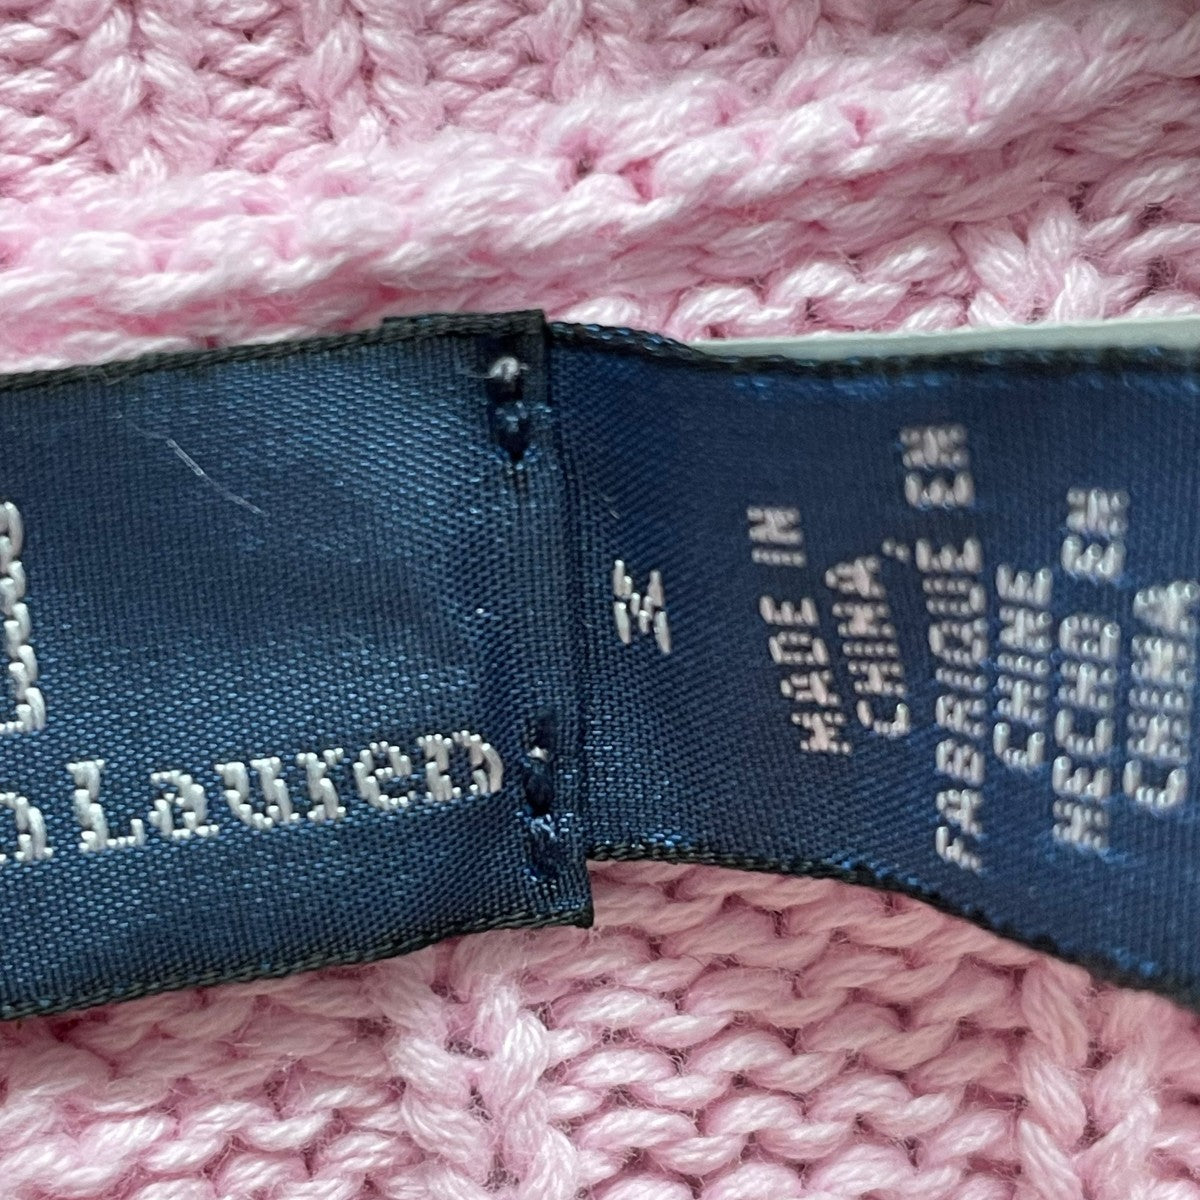 Lauren
M
MADE IN
CHINA,
FABRIQUE EN
CHINE
HECHO EN
CHINA